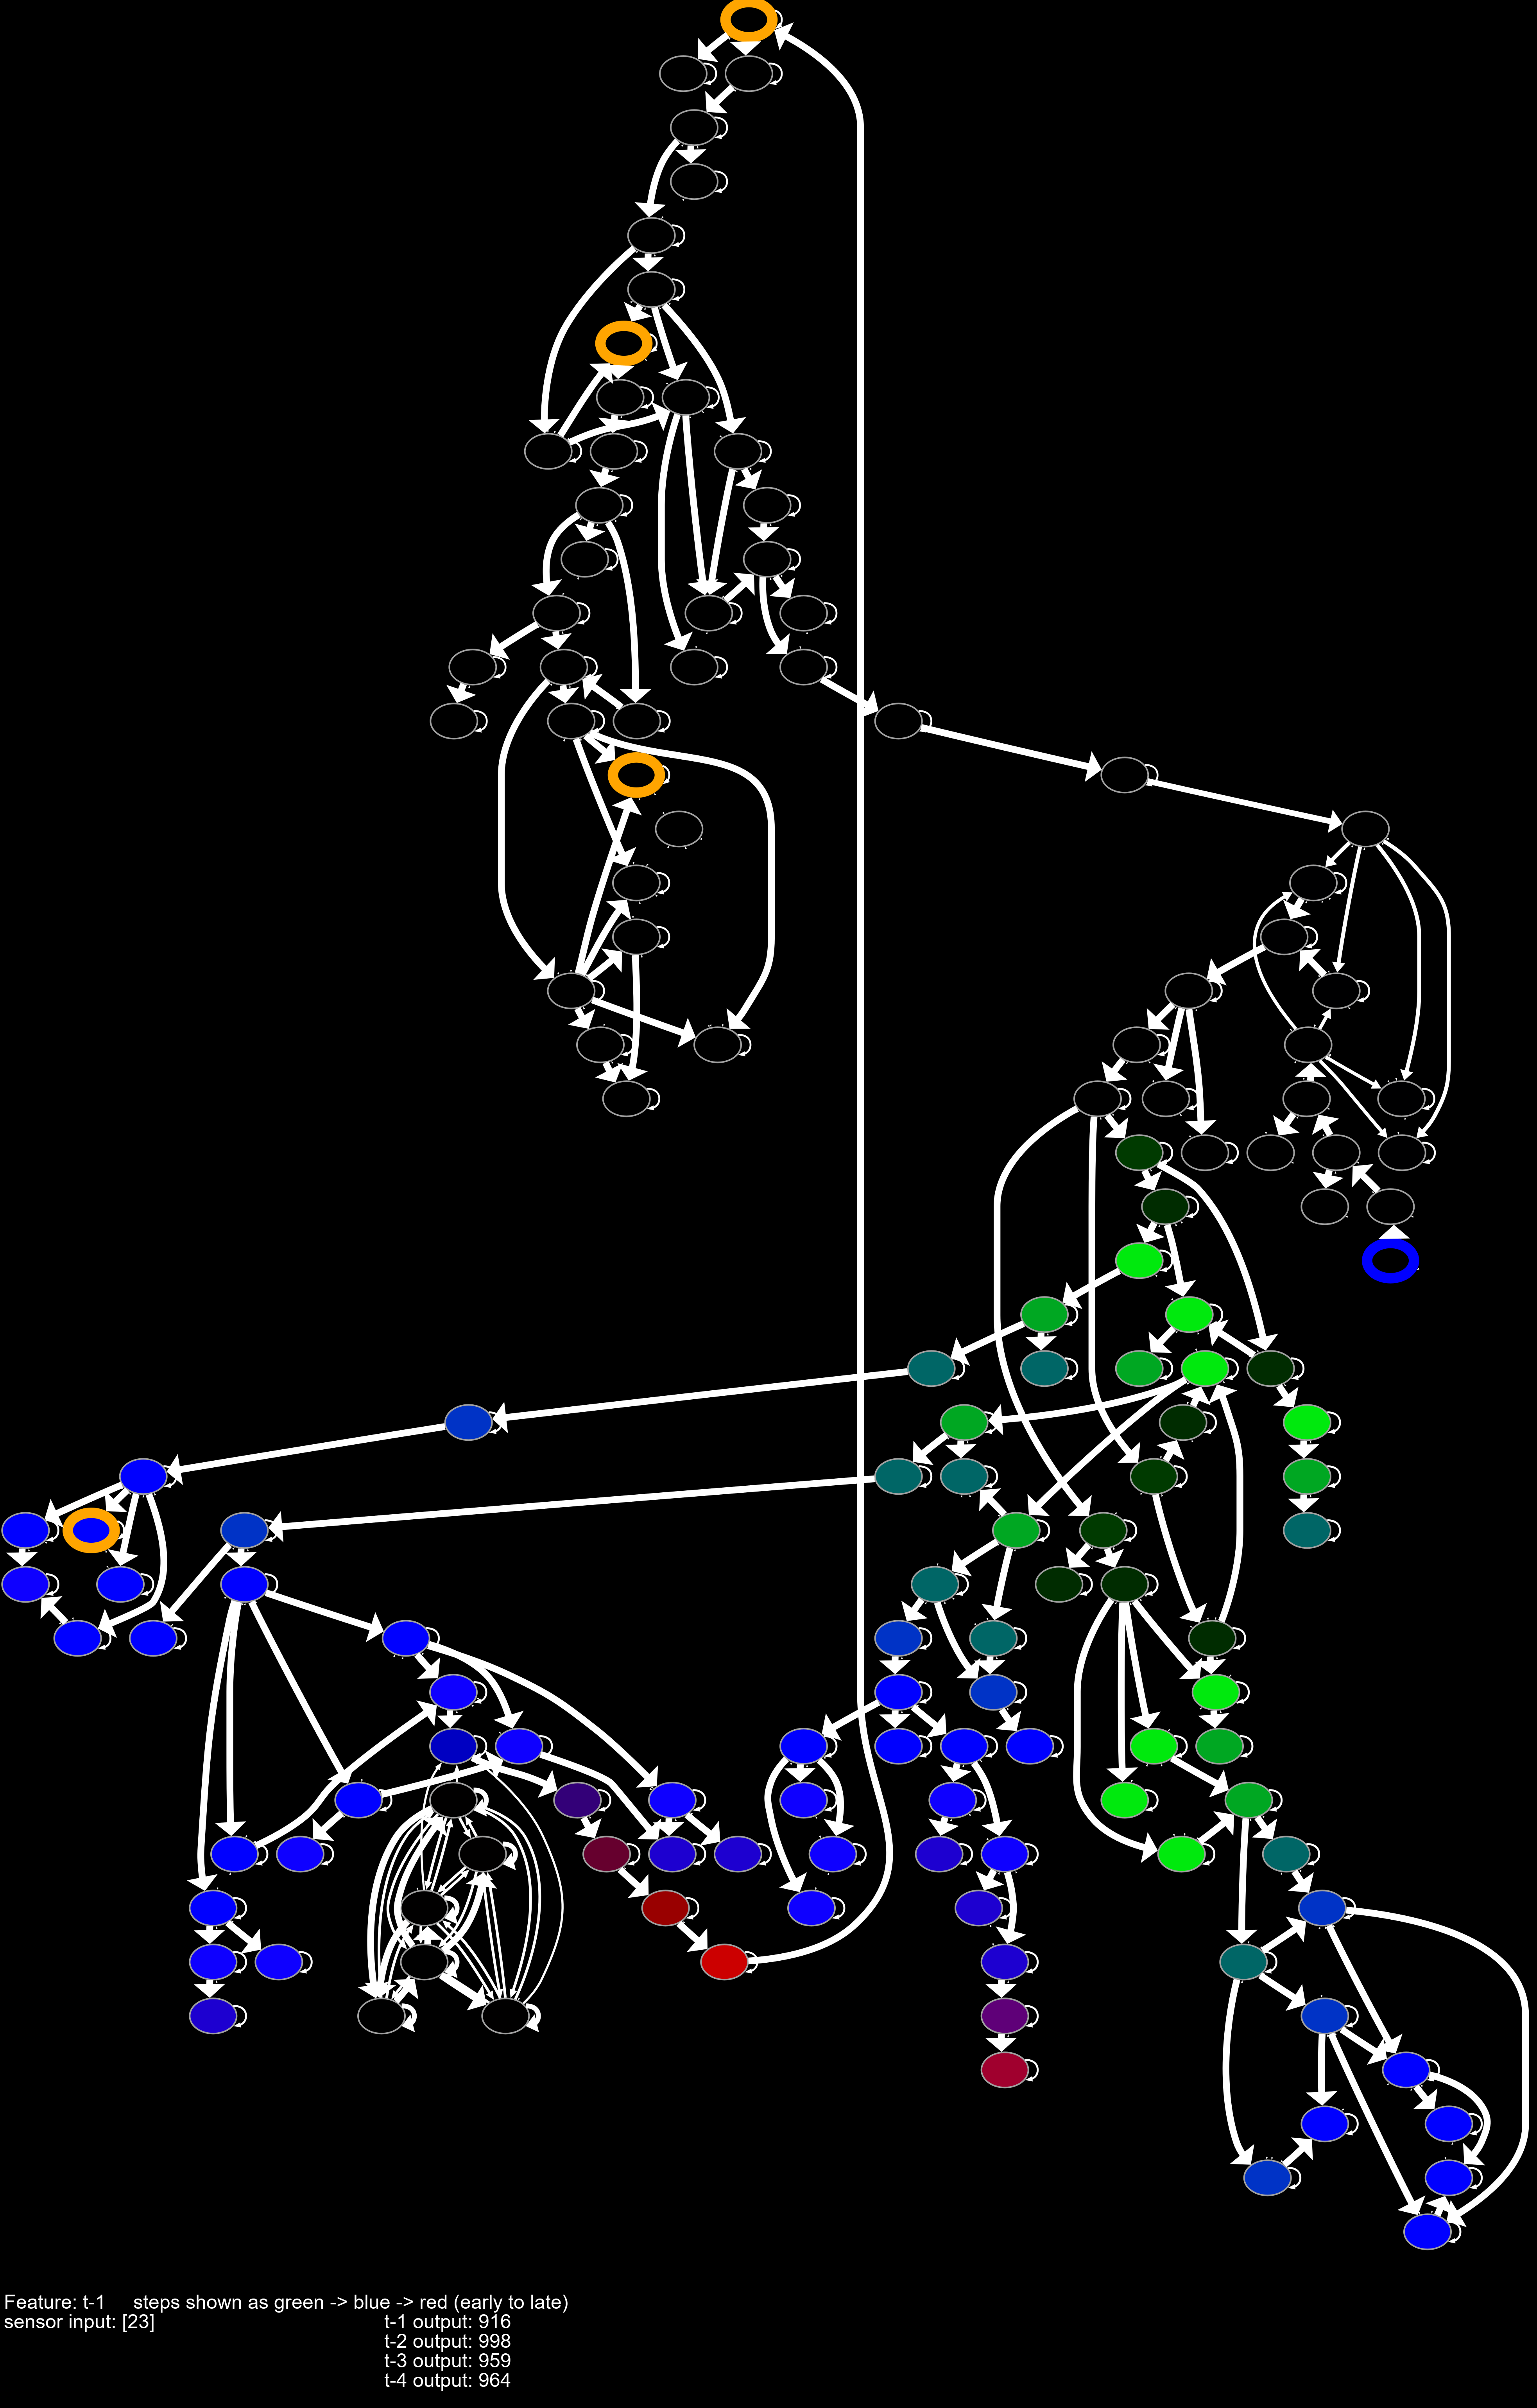 Feature: t-1 steps shown as green -> blue -> red (early to late)
sensor input: [23] t-1 output: 916
t-2 output: 998
t-3 output: 959
t-4 output: 964